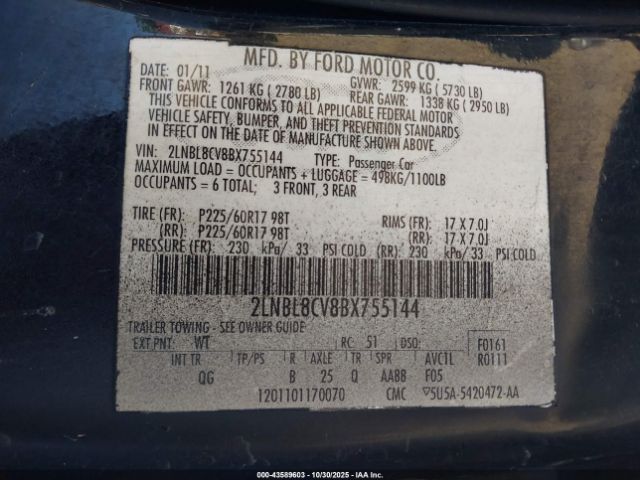 MFD. BY FORD MOTOR CO.
DATE: 01/11 GVWR: 2599 KG ( 5730 LB)
FRONT GAWR: 1261 KG ( 2780 LB) REAR GAWR: 1338 KG ( 2950 LB)
THIS VEHICLE CONFORMS TO ALL APPLICABLE FEDERAL MOTOR
VEHICLE SAFETY, BUMPER, AND THEFT PREVENTION STANDARDS
IN EFFECT ON THE DATE OF MANUFACTURE SHOWN ABOVE.
VIN: 2LNBL8CV8BX755144 TYPE: Passenger Car
MAXIMUM LOAD = OCCUPANTS + LUGGAGE = 498KG/1100LB
OCCUPANTS = 6 TOTAL; 3 FRONT, 3 REAR
TIRE (FR): P225/60R17 98T RIMS (FR): 17 X 7.0J
(RR): P225/60R17 98T (RR): 17 X 7.0J
PRESSURE (FR): 230 kPa/ 33 PSI COLD (RR): 230 kPa/ 33 PSI COLD
2LNBL8CV8BX755144
TRAILER TOWING - SEE OWNER GUIDE
EXT PNT: WT RC: 51 DSO: F0161
INT TR TP/PS R AXLE TR SPR AVCTL R0111
QG B 25 Q AABB F05
1201101170070 CMC ▽5U5A-5420472-AA
000-43589603 - 10/30/2025 - IAA Inc.